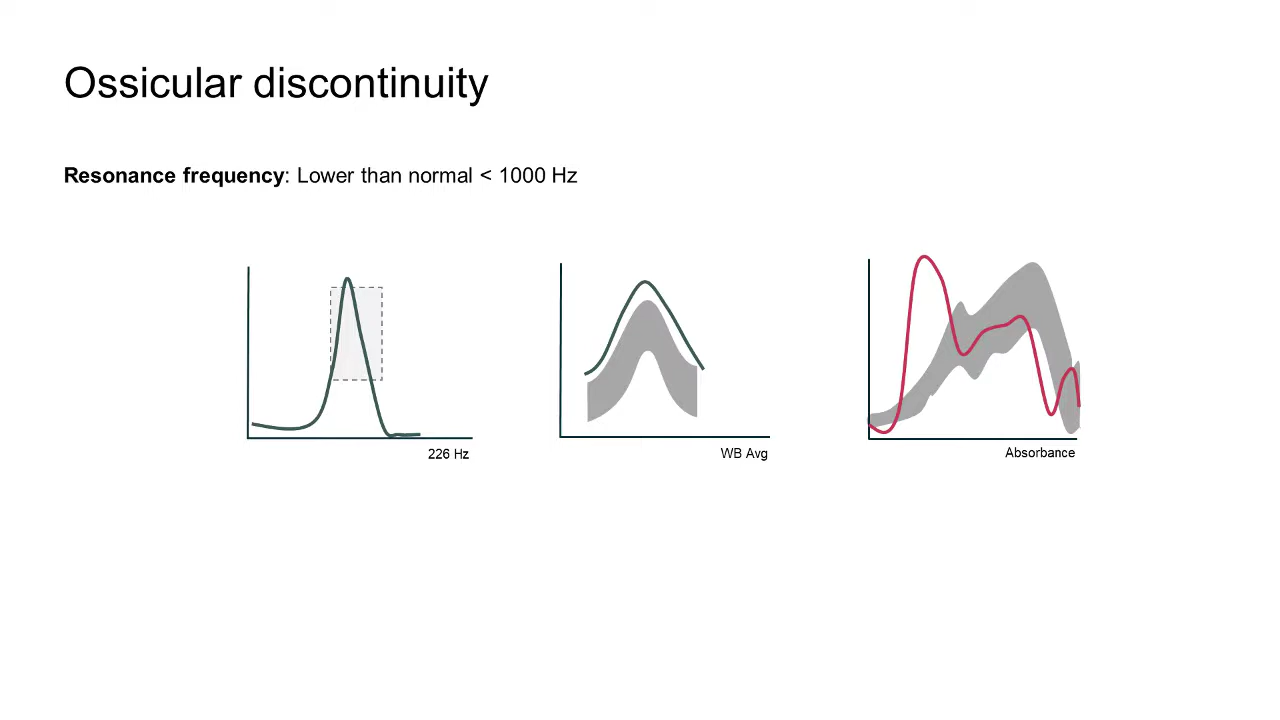 Ossicular discontinuity
Resonance frequency: Lower than normal < 1000 Hz
226 Hz
WB Avg
Absorbance